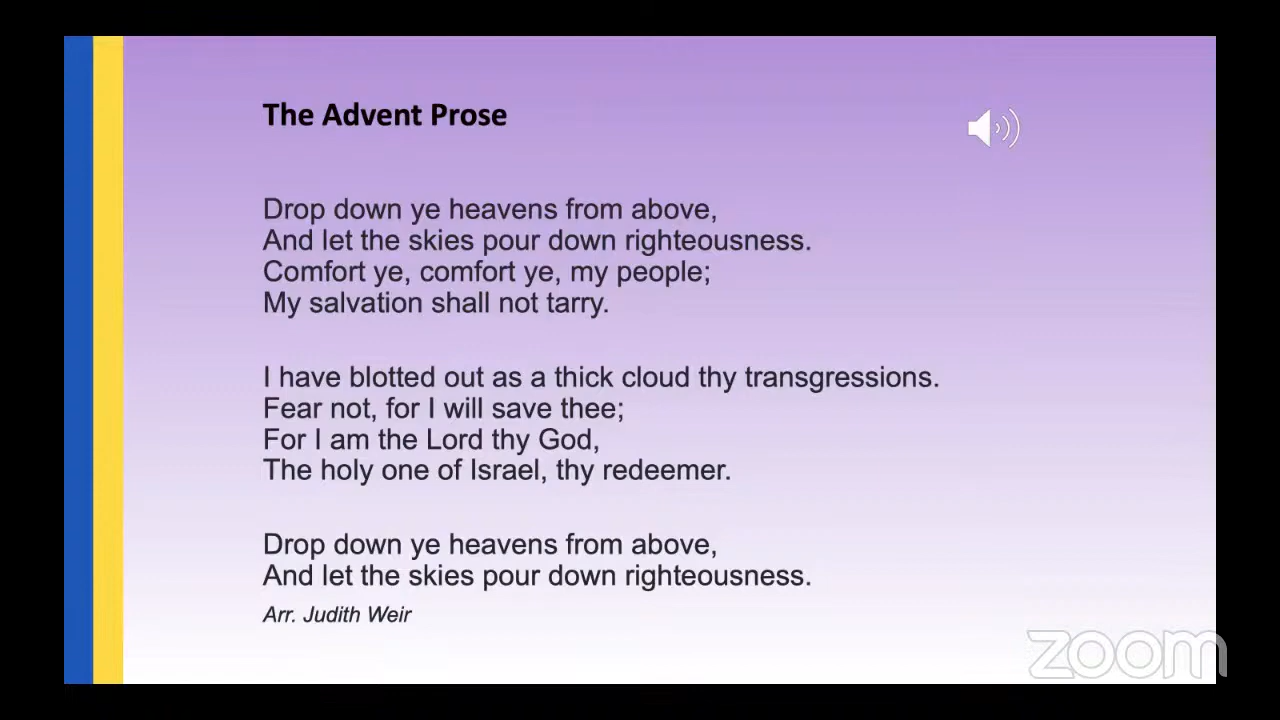 The Advent Prose
Drop down ye heavens from above,
And let the skies pour down righteousness.
Comfort ye, comfort ye, my people;
My salvation shall not tarry.
I have blotted out as a thick cloud thy transgressions.
Fear not, for I will save thee;
For I am the Lord thy God,
The holy one of Israel, thy redeemer.
Drop down ye heavens from above,
And let the skies pour down righteousness.
Arr. Judith Weir
zoom